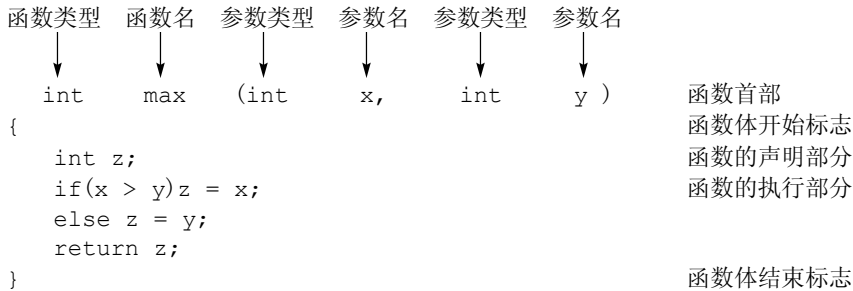 函数类型 函数名 参数类型 参数名 参数类型 参数名
int max (int x, int y ) 函数首部
{ 函数体开始标志
int z; 函数的声明部分
if(x > y)z = x; 函数的执行部分
else z = y;
return z;
} 函数体结束标志